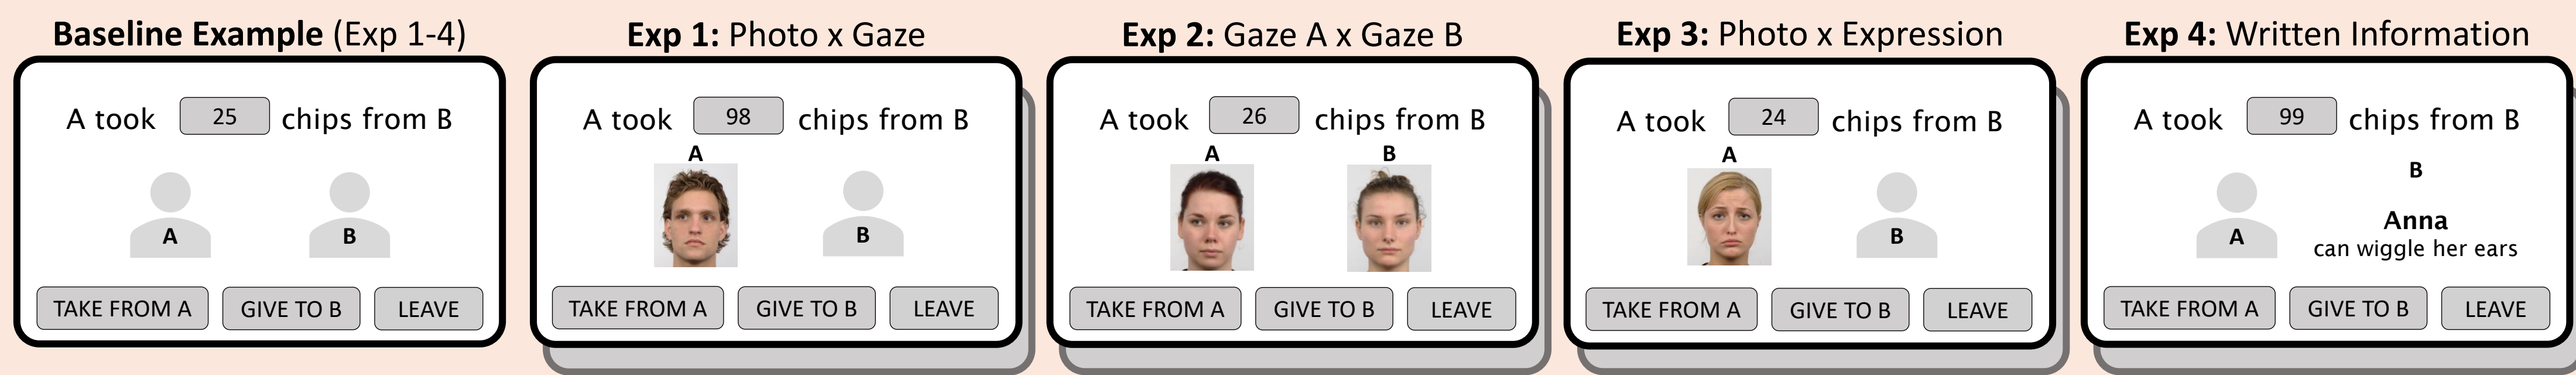 Baseline Example (Exp 1-4)
A took 25 chips from B
A
B
TAKE FROM A
GIVE TO B
LEAVE
Exp 1: Photo x Gaze
A took 98 chips from B
A
B
TAKE FROM A
GIVE TO B
LEAVE
Exp 2: Gaze A x Gaze B
A took 26 chips from B
A
B
TAKE FROM A
GIVE TO B
LEAVE
Exp 3: Photo x Expression
A took 24 chips from B
A
B
TAKE FROM A
GIVE TO B
LEAVE
Exp 4: Written Information
A took 99 chips from B
A
B
Anna
can wiggle her ears
TAKE FROM A
GIVE TO B
LEAVE